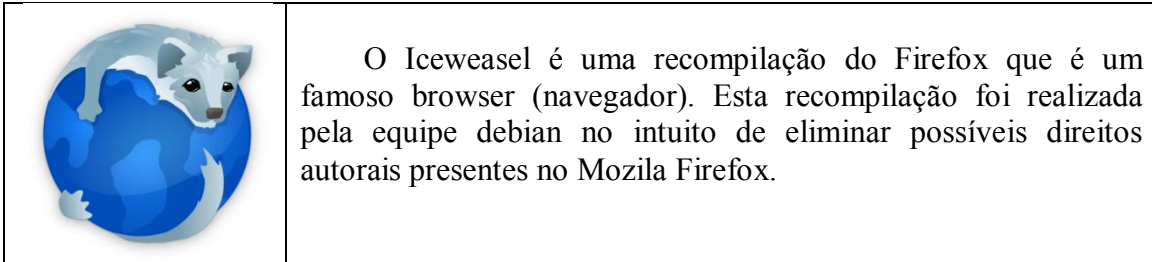 O Iceweasel é uma recompilação do Firefox que é um
famoso browser (navegador). Esta recompilação foi realizada
pela equipe debian no intuito de eliminar possíveis direitos
autorais presentes no Mozila Firefox.